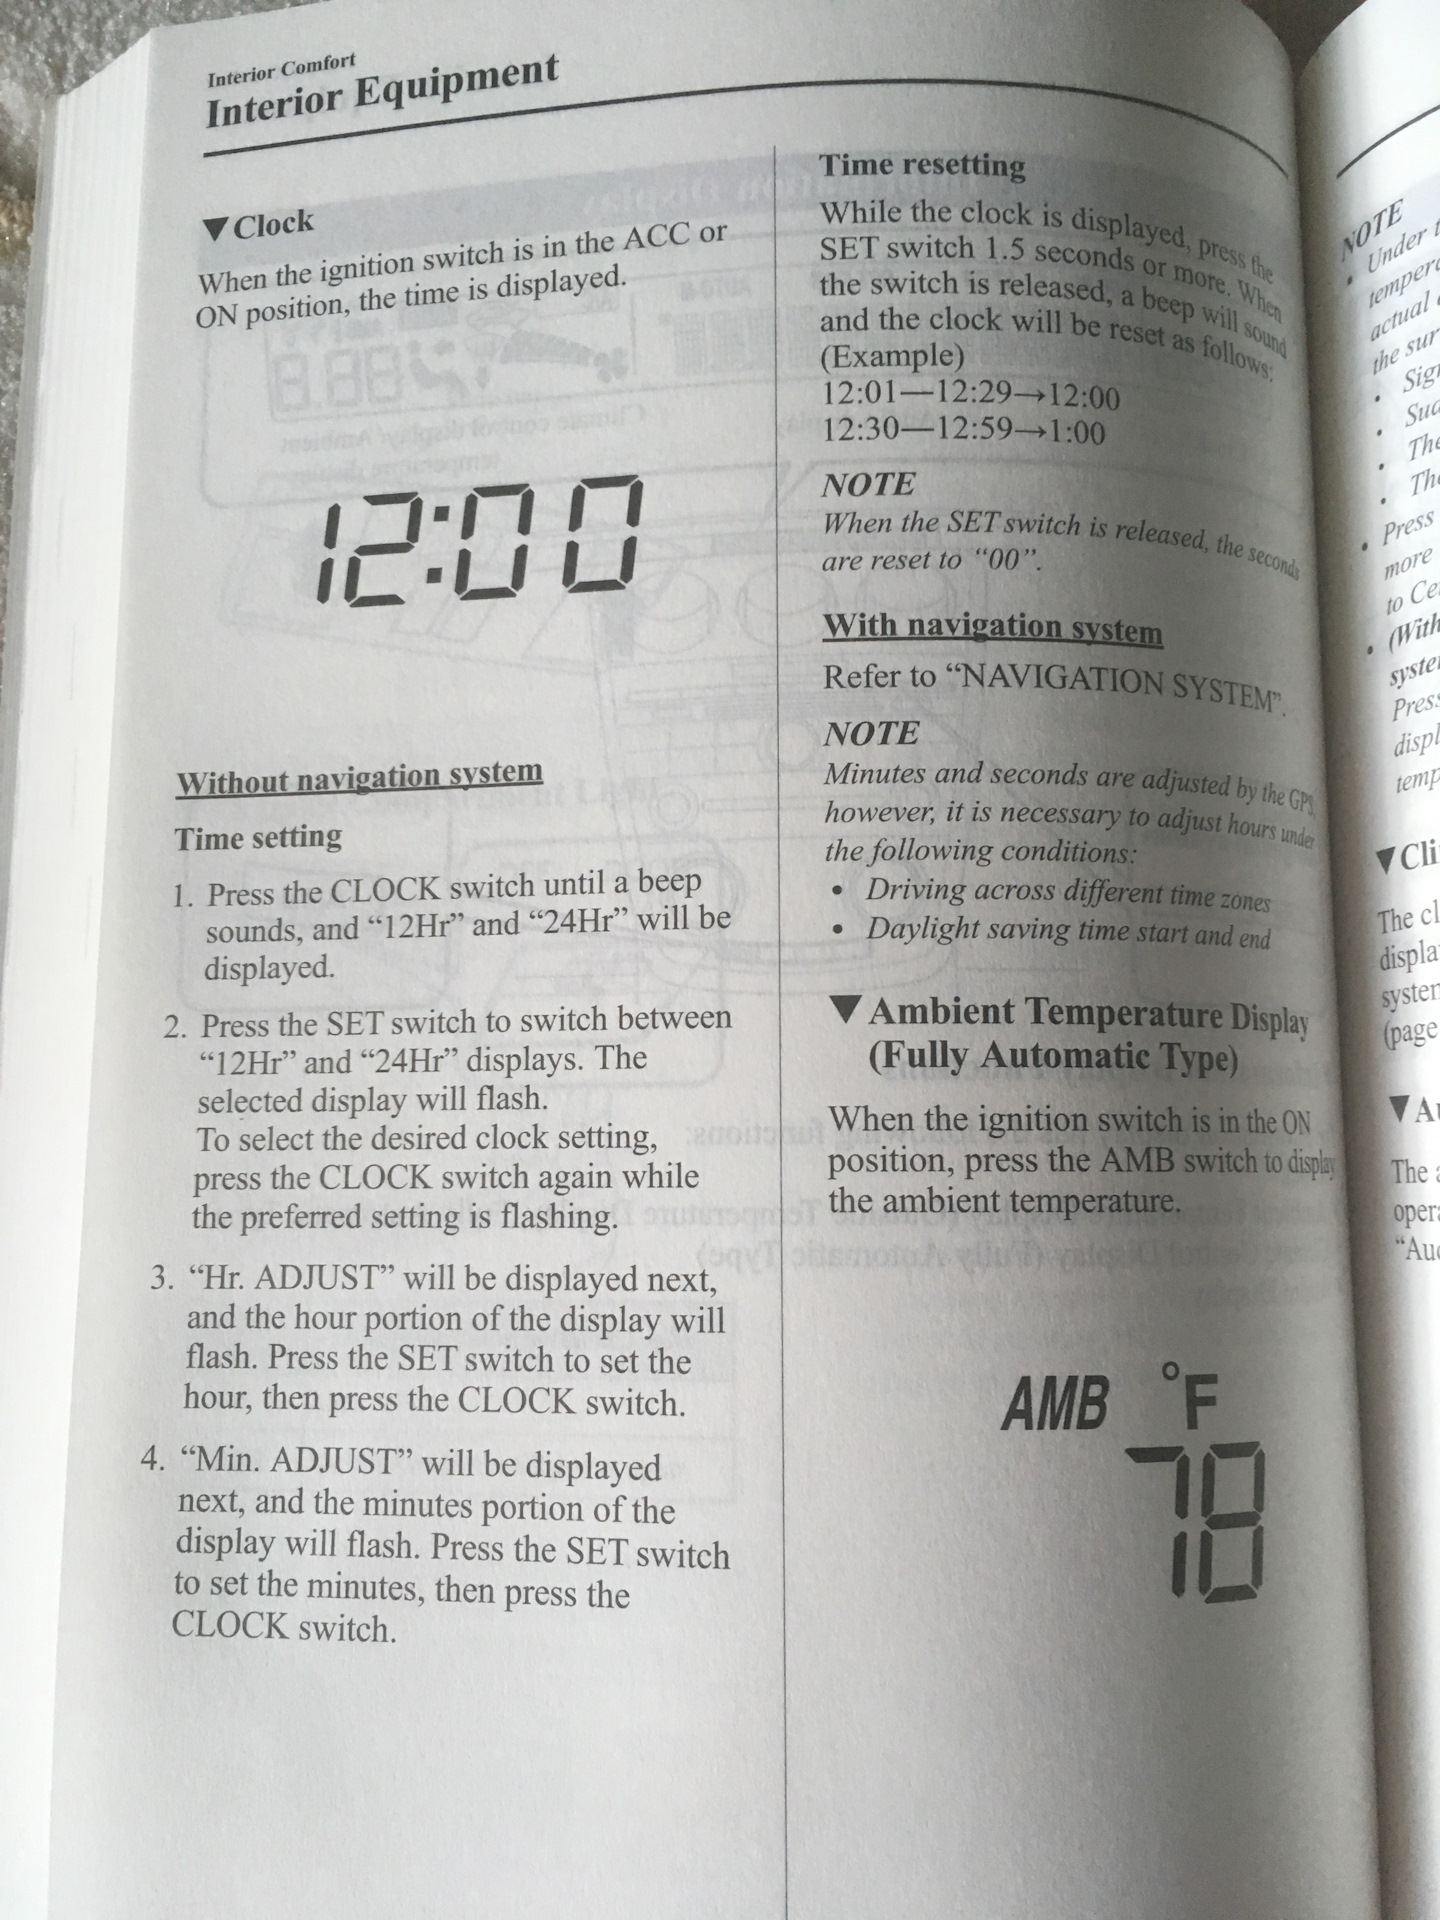 Interior Comfort
Interior Equipment
▼Clock
When the ignition switch is in the ACC or
ON position, the time is displayed.
12:00
Without navigation system
Time setting
1. Press the CLOCK switch until a beep
sounds, and “12Hr” and “24Hr” will be
displayed.
2. Press the SET switch to switch between
“12Hr” and “24Hr” displays. The
selected display will flash.
To select the desired clock setting,
press the CLOCK switch again while
the preferred setting is flashing.
3. “Hr. ADJUST” will be displayed next,
and the hour portion of the display will
flash. Press the SET switch to set the
hour, then press the CLOCK switch.
4. “Min. ADJUST” will be displayed
next, and the minutes portion of the
display will flash. Press the SET switch
to set the minutes, then press the
CLOCK switch.
Time resetting
While the clock is displayed, press the
SET switch 1.5 seconds or more. When
the switch is released, a beep will sound
and the clock will be reset as follows:
(Example)
12:01—12:29→12:00
12:30—12:59→1:00
NOTE
When the SET switch is released, the seconds
are reset to “00”.
With navigation system
Refer to “NAVIGATION SYSTEM”.
NOTE
Minutes and seconds are adjusted by the GPS,
however, it is necessary to adjust hours under
the following conditions:
• Driving across different time zones
• Daylight saving time start and end
▼Ambient Temperature Display
(Fully Automatic Type)
When the ignition switch is in the ON
position, press the AMB switch to display
the ambient temperature.
AMB °F
70
NOTE
• Under
actual
the
• The
• Press
more
to
• (With
Press
▼
The
(page
▼
The